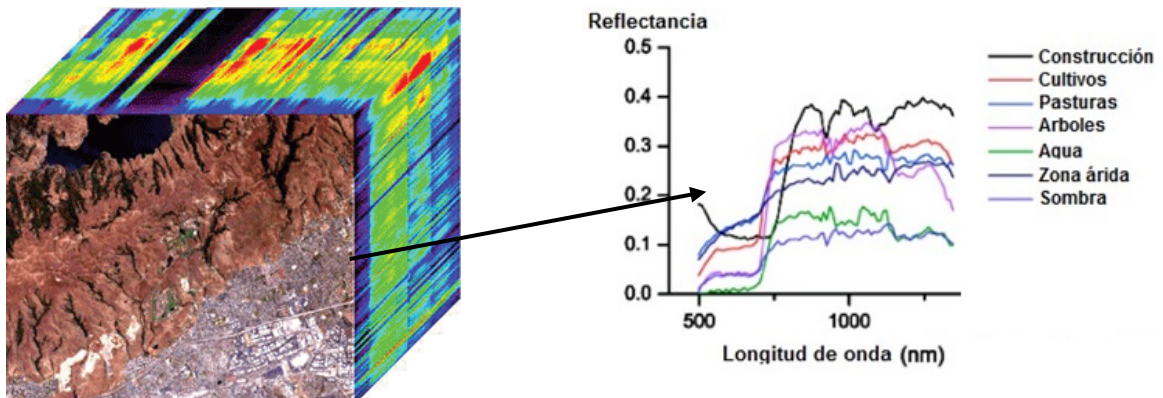 Reflectancia
0.5
0.4
0.3
0.2
0.1
0.0
500
1000
Longitud de onda (nm)
Construcción
Cultivos
Pasturas
Arboles
Agua
Zona árida
Sombra